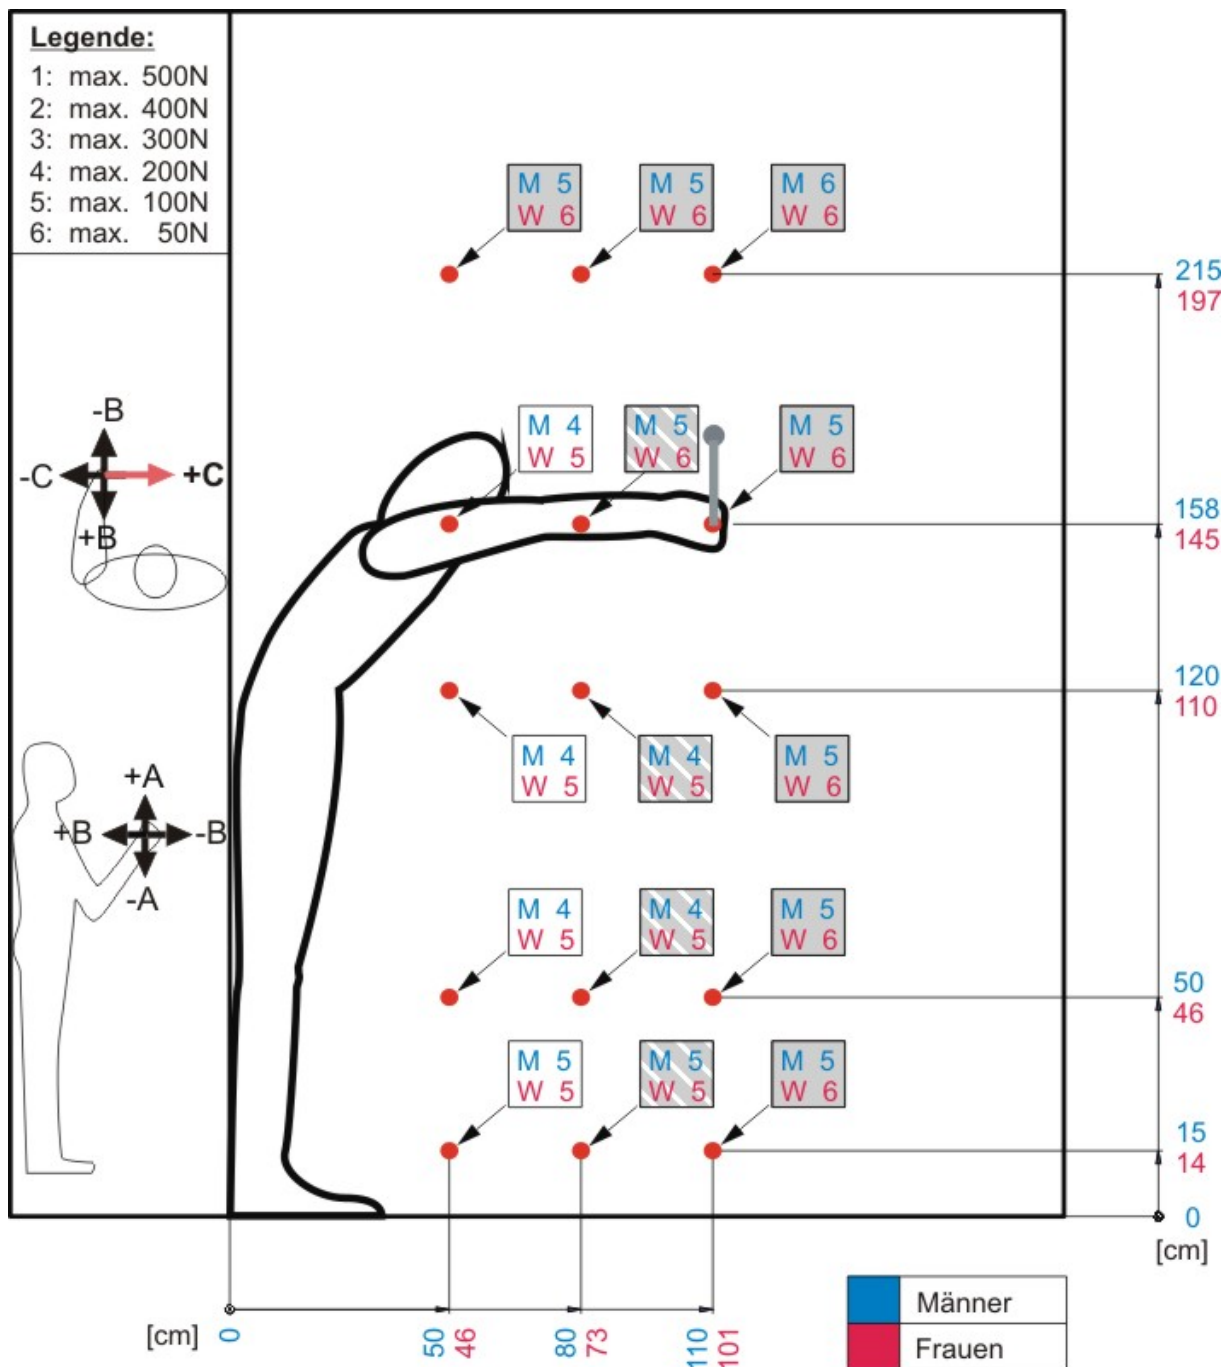 Legende:
1: max. 500N
2: max. 400N
3: max. 300N
4: max. 200N
5: max. 100N
6: max. 50N
M 5
W 6
M 5
W 6
M 6
W 6
215
197
-B
-C
+C
+B
M 4
W 5
M 5
W 6
M 5
W 6
158
145
120
110
M 4
W 5
M 4
W 5
M 5
W 6
+A
+B
-B
-A
M 4
W 5
M 4
W 5
M 5
W 6
50
46
M 5
W 5
M 5
W 5
M 5
W 6
15
14
0
[cm]
[cm]
0
50
46
80
73
110
101
Männer
Frauen